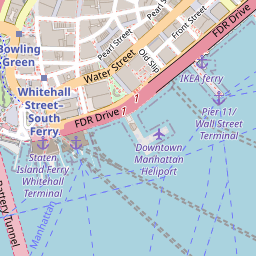 Pearl Street
Front Street
FDR Drive
Pearl Street
Old Slip
Bowling
Green
Water Street
IKEA ferry
Whitehall
Street–
South
Ferry
FDR Drive 1
1
Pier 11/
Wall Street
Terminal
Staten
Island Ferry
Whitehall
Terminal
Downtown
Manhattan
Heliport
Battery Tunnel
Manhattan